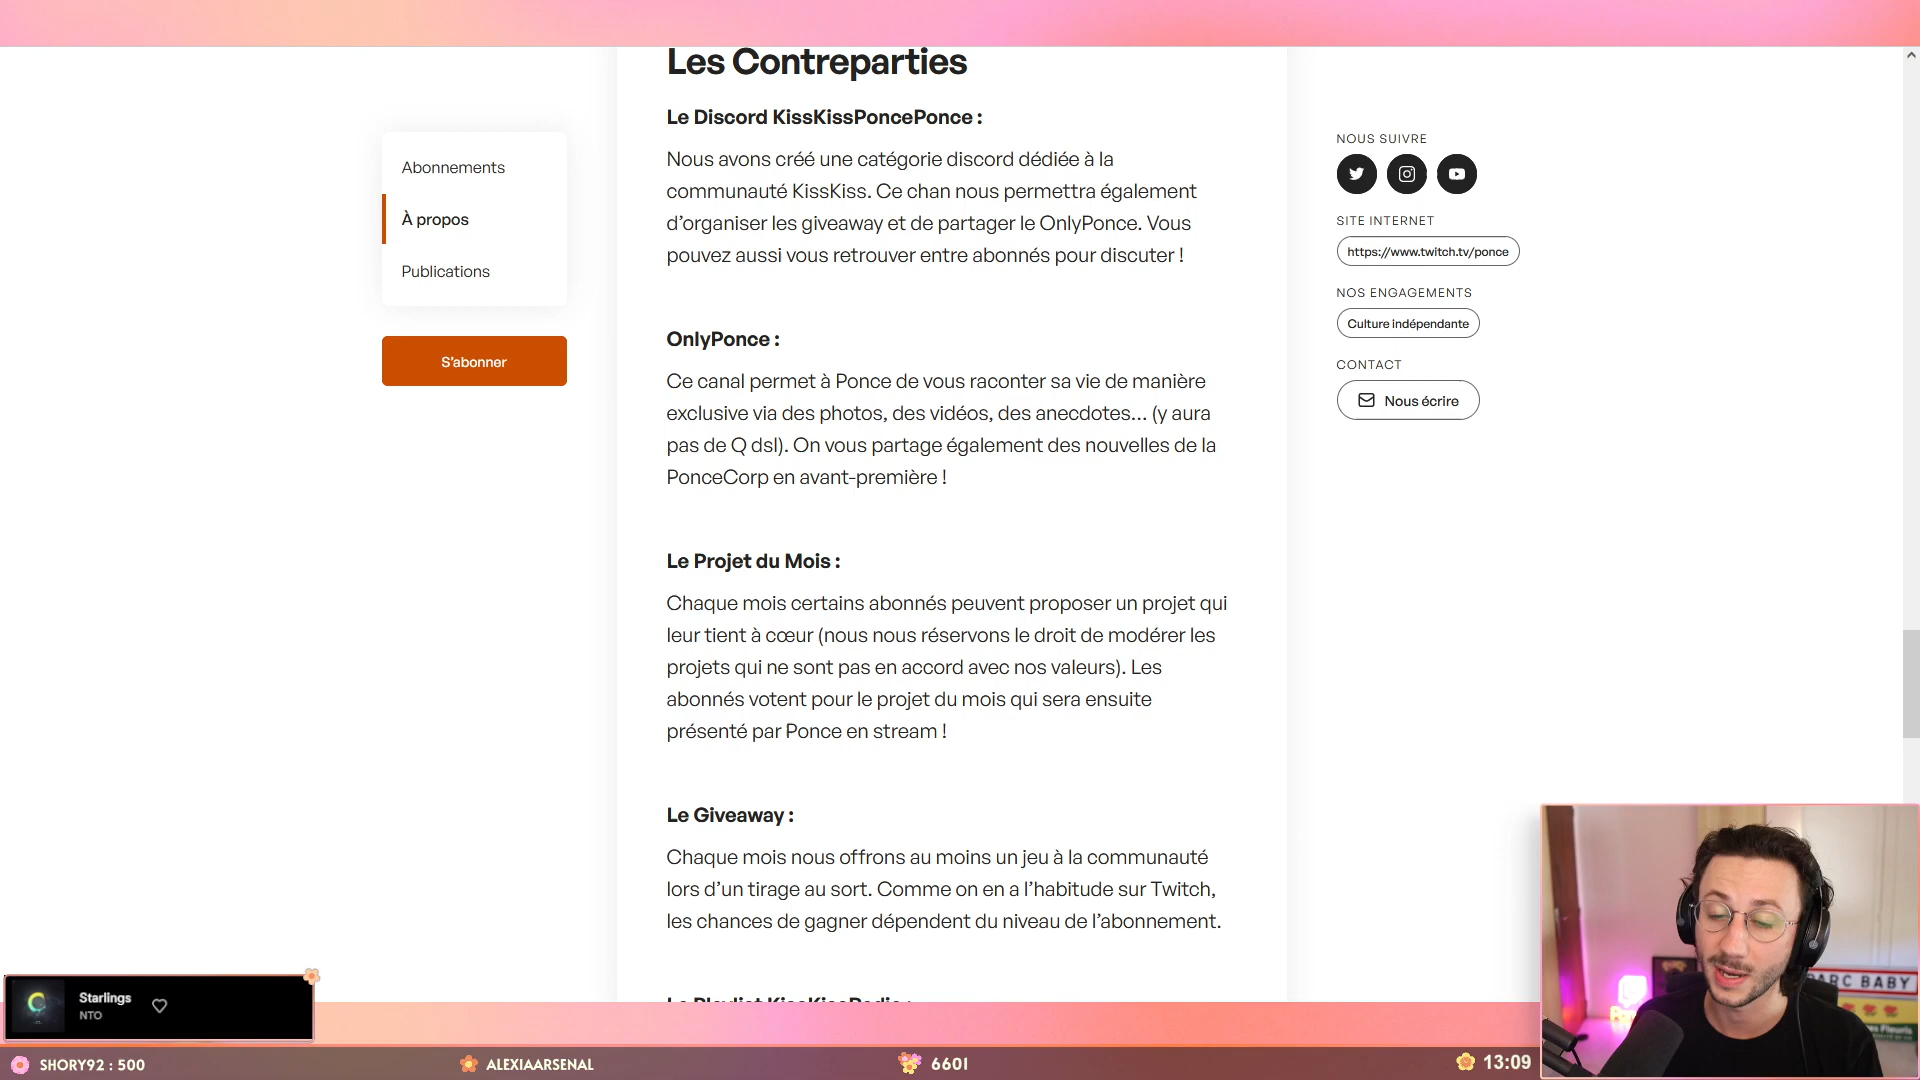 Les Contreparties
Le Discord KissKissPoncePonce :
Nous avons créé une catégorie discord dédiée à la
communauté KissKiss. Ce chan nous permettra également
d'organiser les giveaway et de partager le OnlyPonce. Vous
pouvez aussi vous retrouver entre abonnés pour discuter !
OnlyPonce :
Ce canal permet à Ponce de vous raconter sa vie de manière
exclusive via des photos, des vidéos, des anecdotes... (y aura
pas de Q dsl). On vous partage également des nouvelles de la
PonceCorp en avant-première !
Le Projet du Mois :
Chaque mois certains abonnés peuvent proposer un projet qui
leur tient à cœur (nous nous réservons le droit de modérer les
projets qui ne sont pas en accord avec nos valeurs). Les
abonnés votent pour le projet du mois qui sera ensuite
présenté par Ponce en stream !
Le Giveaway :
Chaque mois nous offrons au moins un jeu à la communauté
lors d'un tirage au sort. Comme on en a l'habitude sur Twitch,
les chances de gagner dépendent du niveau de l'abonnement.
Abonnements
À propos
Publications
S'abonner
NOUS SUIVRE
SITE INTERNET
https://www.twitch.tv/ponce
NOS ENGAGEMENTS
Culture indépendante
CONTACT
Nous écrire
Starlings
NTO
PARC BABY
SHORY92 : 500
ALEXIAARSENAL
6601
13:09